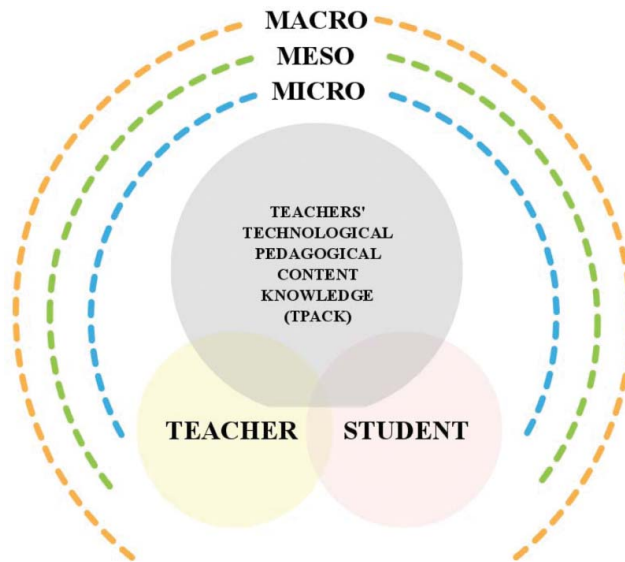 MACRO
MESO
MICRO
TEACHERS'
TECHNOLOGICAL
PEDAGOGICAL
CONTENT
KNOWLEDGE
(TPACK)
TEACHER STUDENT